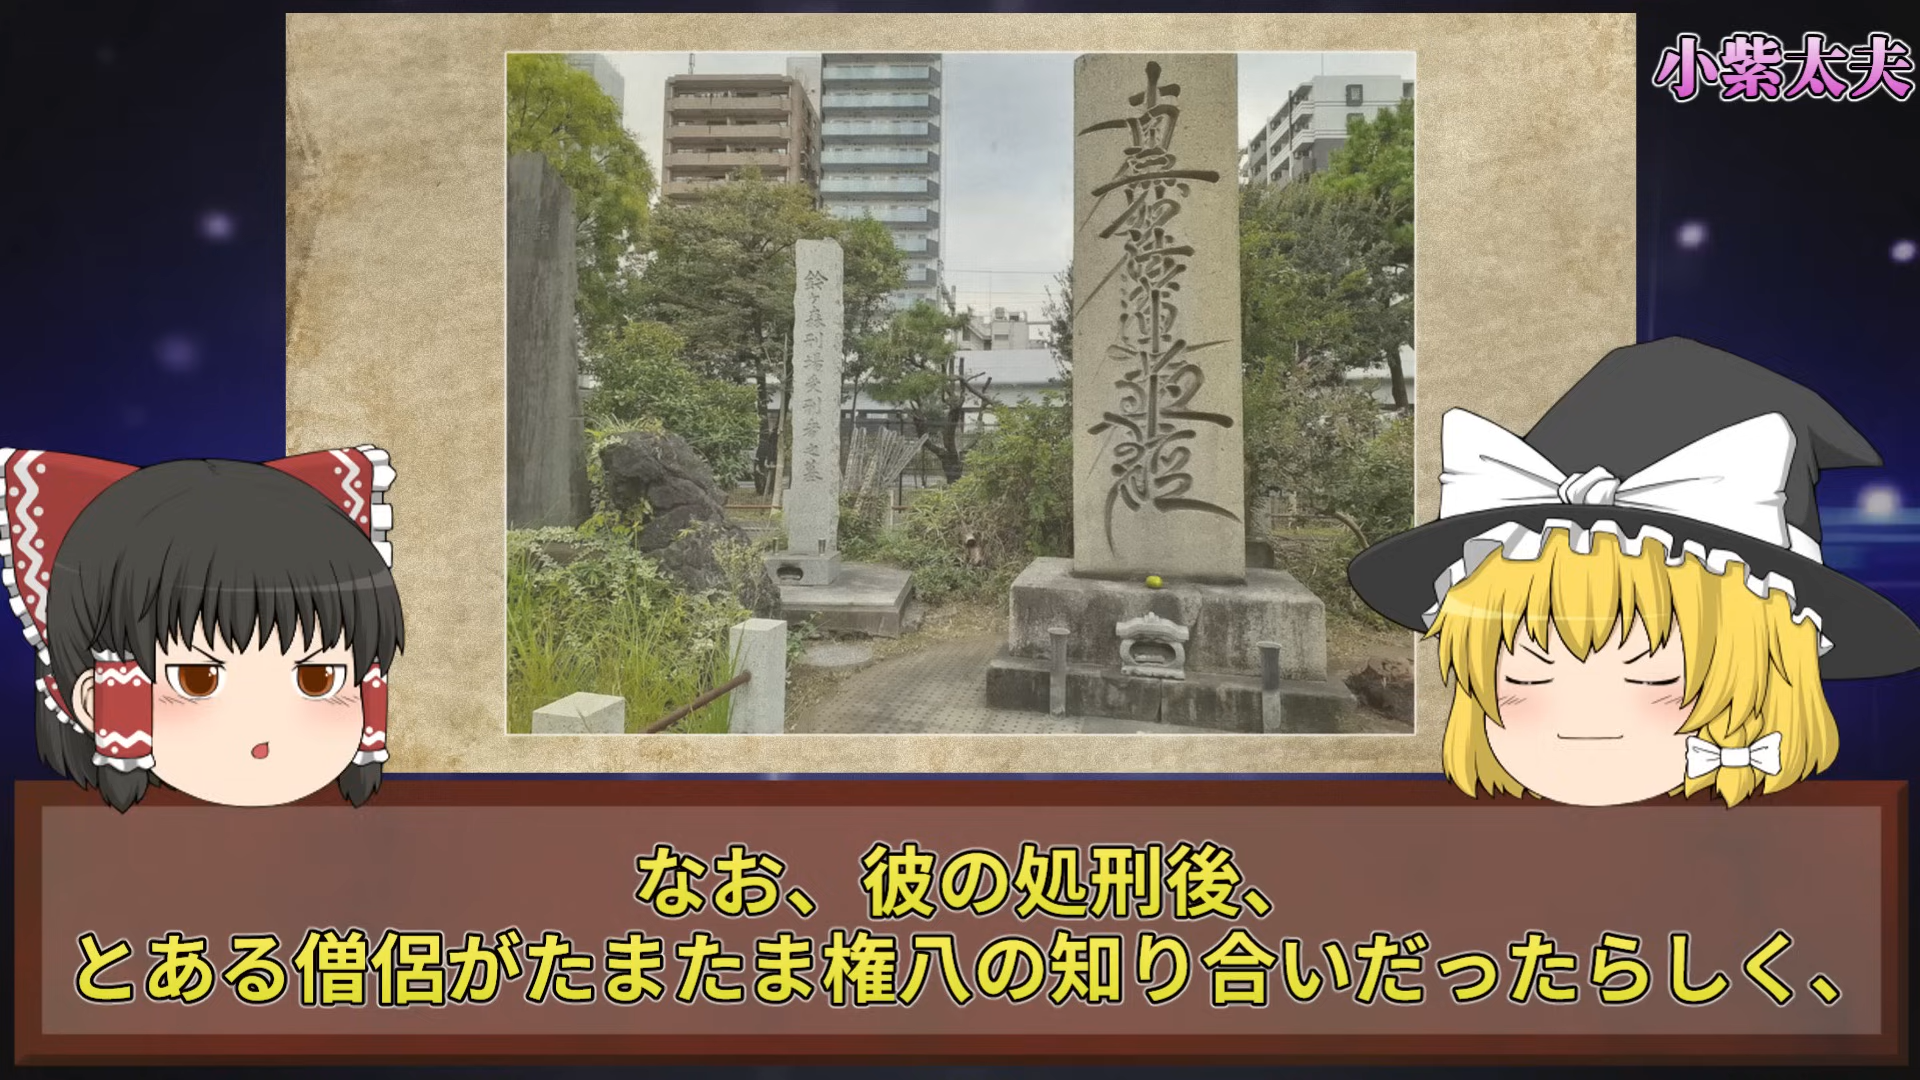 小紫太夫
鈴ヶ森刑場受刑者之墓
南無妙法蓮華経
なお、彼の処刑後、
とある僧侶がたまたま権八の知り合いだったらしく、